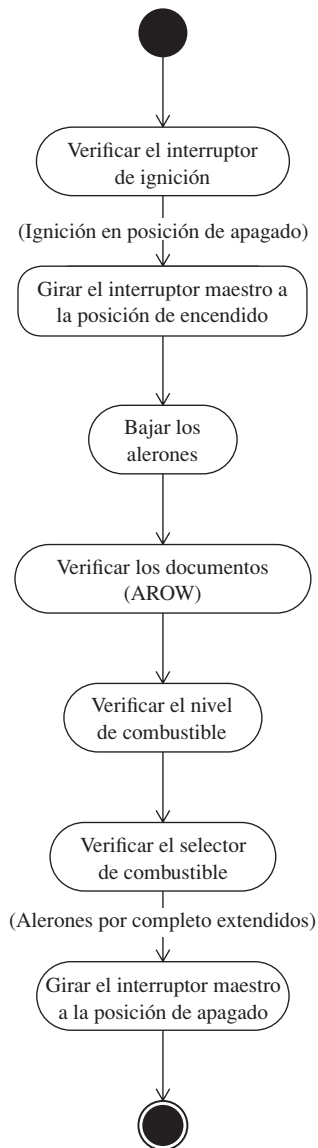 Verificar el interruptor
de ignición
(Ignición en posición de apagado)
Girar el interruptor maestro a
la posición de encendido
Bajar los
alerones
Verificar los documentos
(AROW)
Verificar el nivel
de combustible
Verificar el selector
de combustible
(Alerones por completo extendidos)
Girar el interruptor maestro
a la posición de apagado